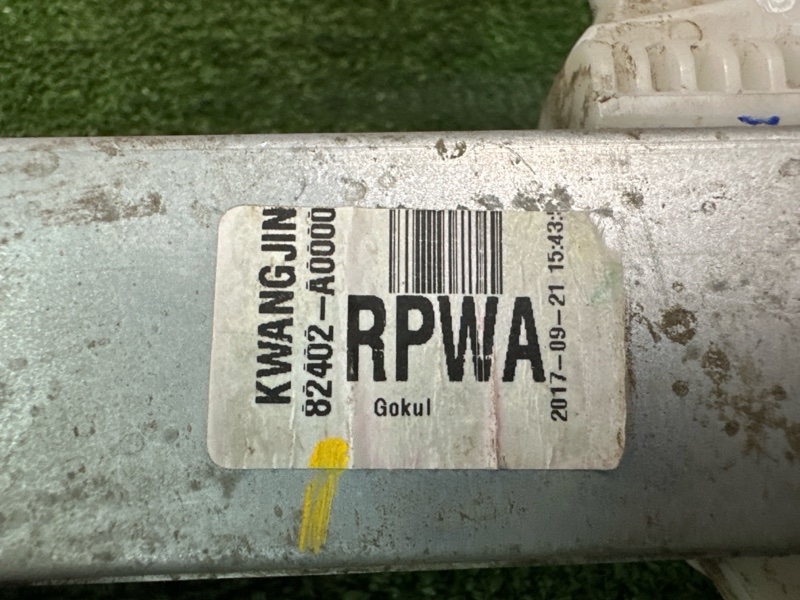 KWANGJIN
82402-A0000
RPWA
Gokul
2017-09-21 15:43: